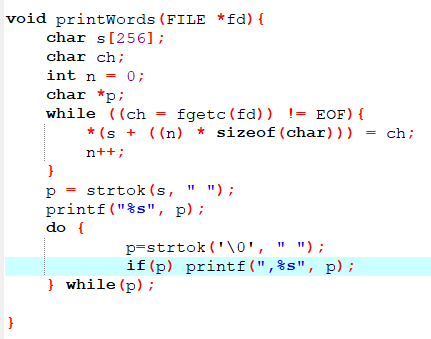 void printWords(FILE *fd){
char s[256];
char ch;
int n = 0;
char *p;
while ((ch = fgetc(fd)) != EOF){
*(s + ((n) * sizeof(char))) = ch;
n++;
}
p = strtok(s, " ");
printf("%s", p);
do {
p=strtok('\0', " ");
if(p) printf(",%s", p);
} while(p);
}